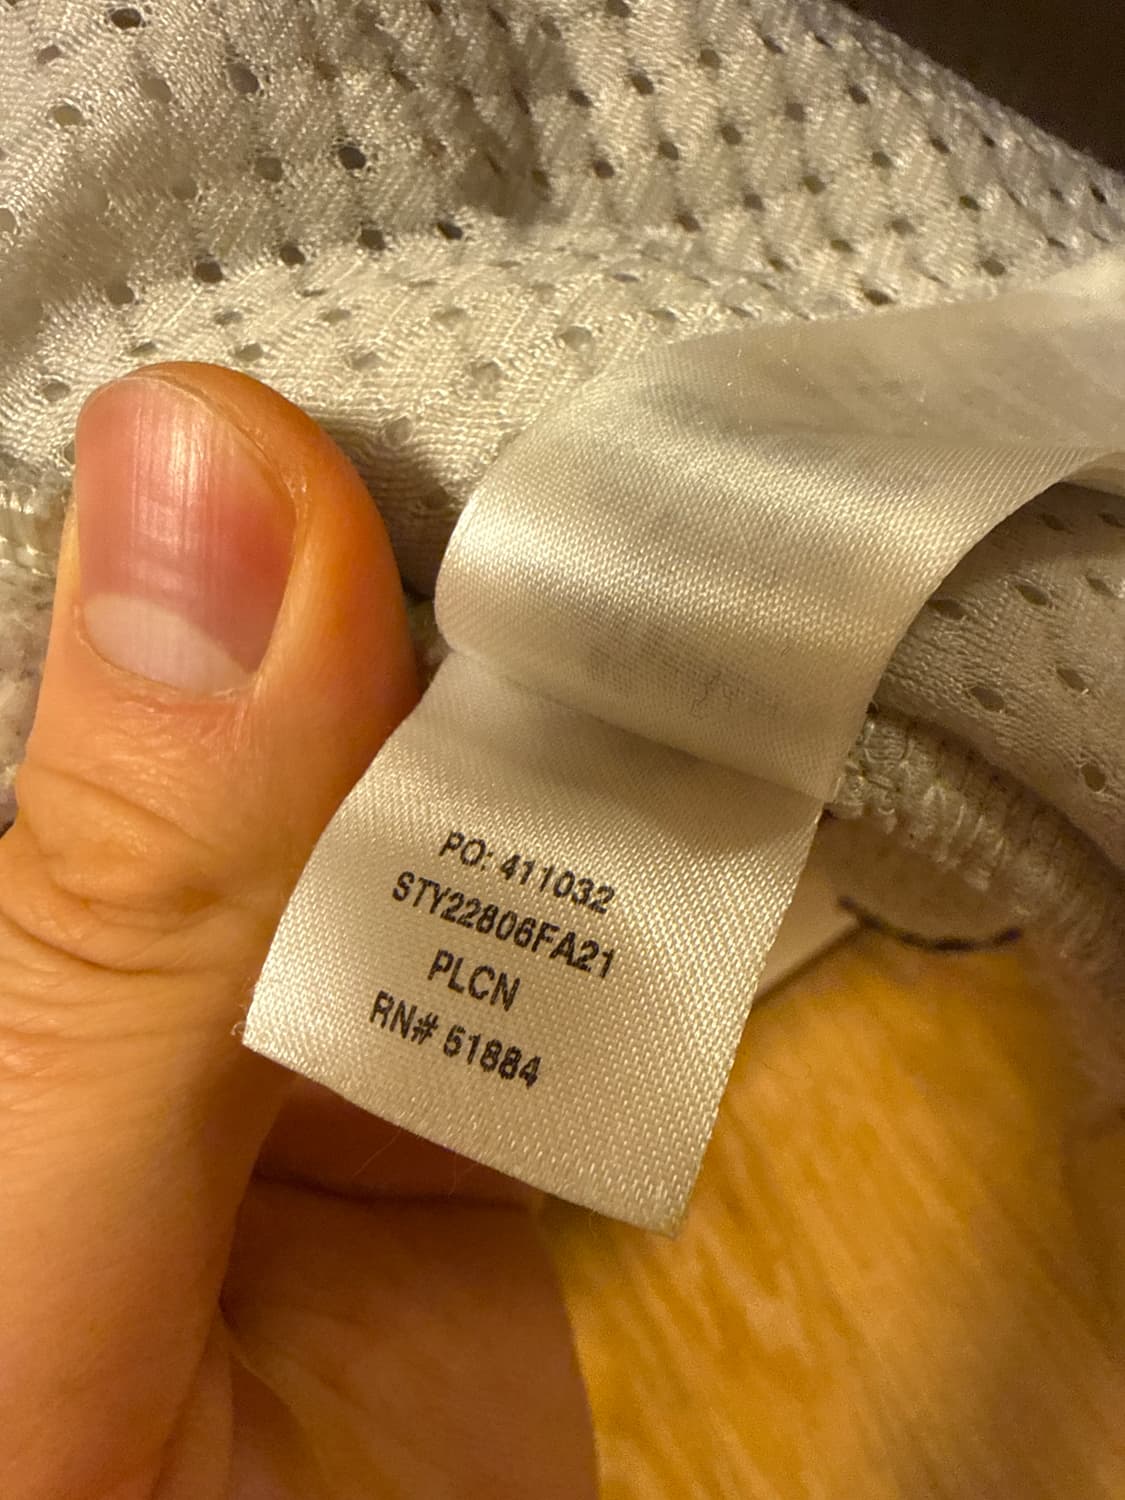 PO: 411032
STY22806FA21
PLCN
RN# 51884